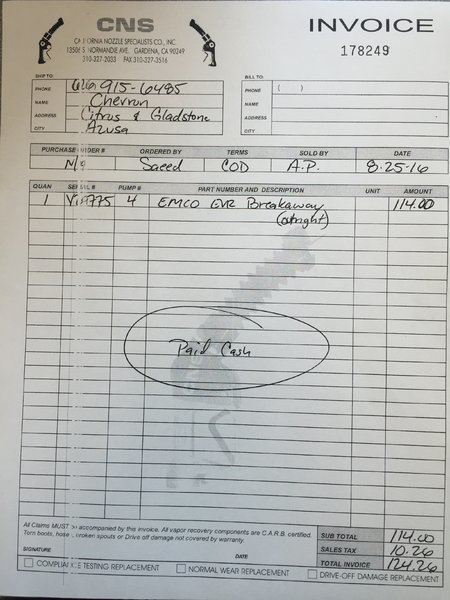 CNS
CALIFORNIA NOZZLE SPECIALISTS CO., INC.
13506 S. NORMANDIE AVE. GARDENA, CA 90249
310-327-2033 FAX 310-327-3516
INVOICE
178249
SHIP TO:
PHONE 626 915-6485
NAME Chevron
ADDRESS Citrus & Gladstone
CITY Azusa
BILL TO:
PHONE ( )
NAME
ADDRESS
CITY
PURCHASE ORDER # ORDERED BY TERMS SOLD BY DATE
N/A Saeed COD A.P. 8-25-16
QUAN SERIAL # PUMP # PART NUMBER AND DESCRIPTION UNIT AMOUNT
1 4 EMCO EVR Breakaway 114.00
(outright)
Paid Cash
All Claims MUST be accompanied by this invoice. All vapor recovery components are C.A.R.B. certified.
Torn boots, hose, broken spouts or Drive off damage not covered by warranty.
SUB TOTAL 114.00
SALES TAX 10.26
TOTAL INVOICE 124.26
SIGNATURE DATE
COMPLIANCE TESTING REPLACEMENT NORMAL WEAR REPLACEMENT DRIVE-OFF DAMAGE REPLACEMENT